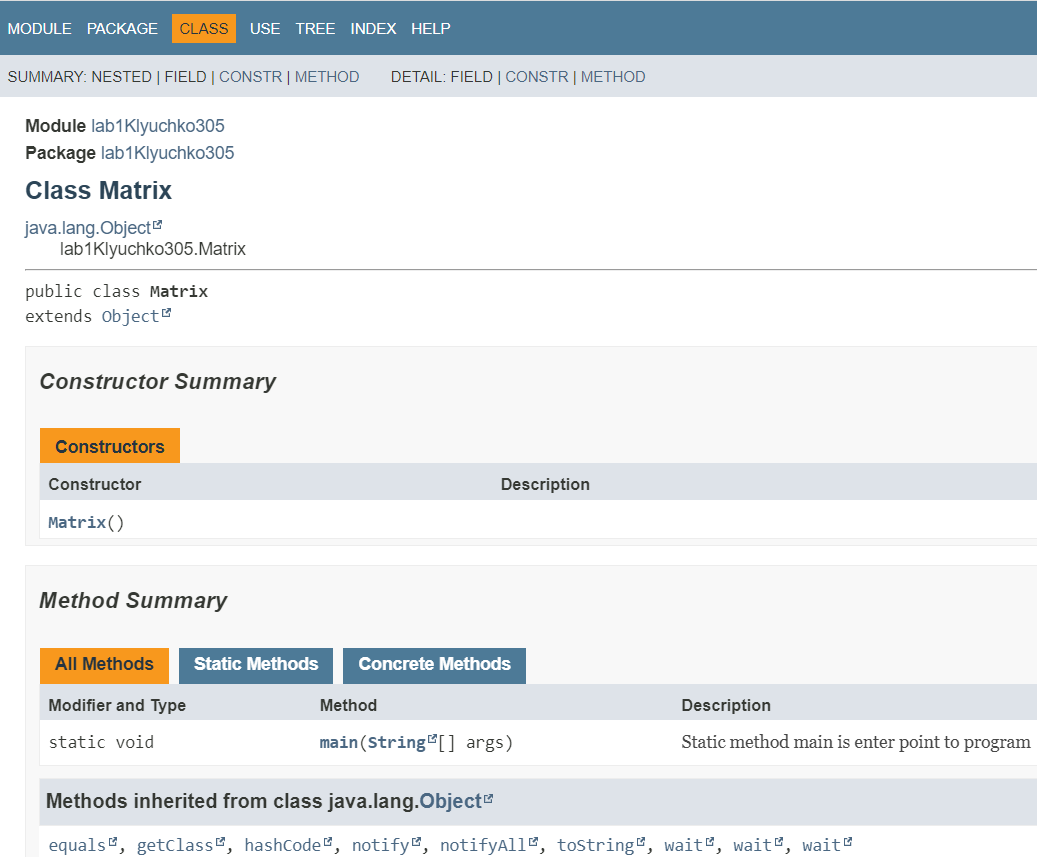 MODULE PACKAGE CLASS USE TREE INDEX HELP
SUMMARY: NESTED | FIELD | CONSTR | METHOD DETAIL: FIELD | CONSTR | METHOD
Module lab1Klyuchko305
Package lab1Klyuchko305
Class Matrix
java.lang.Object
lab1Klyuchko305.Matrix
public class Matrix
extends Object
Constructor Summary
Constructors
Constructor Description
Matrix()
Method Summary
All Methods Static Methods Concrete Methods
Modifier and Type Method Description
static void main(String[] args) Static method main is enter point to program
Methods inherited from class java.lang.Object
equals, getClass, hashCode, notify, notifyAll, toString, wait, wait, wait